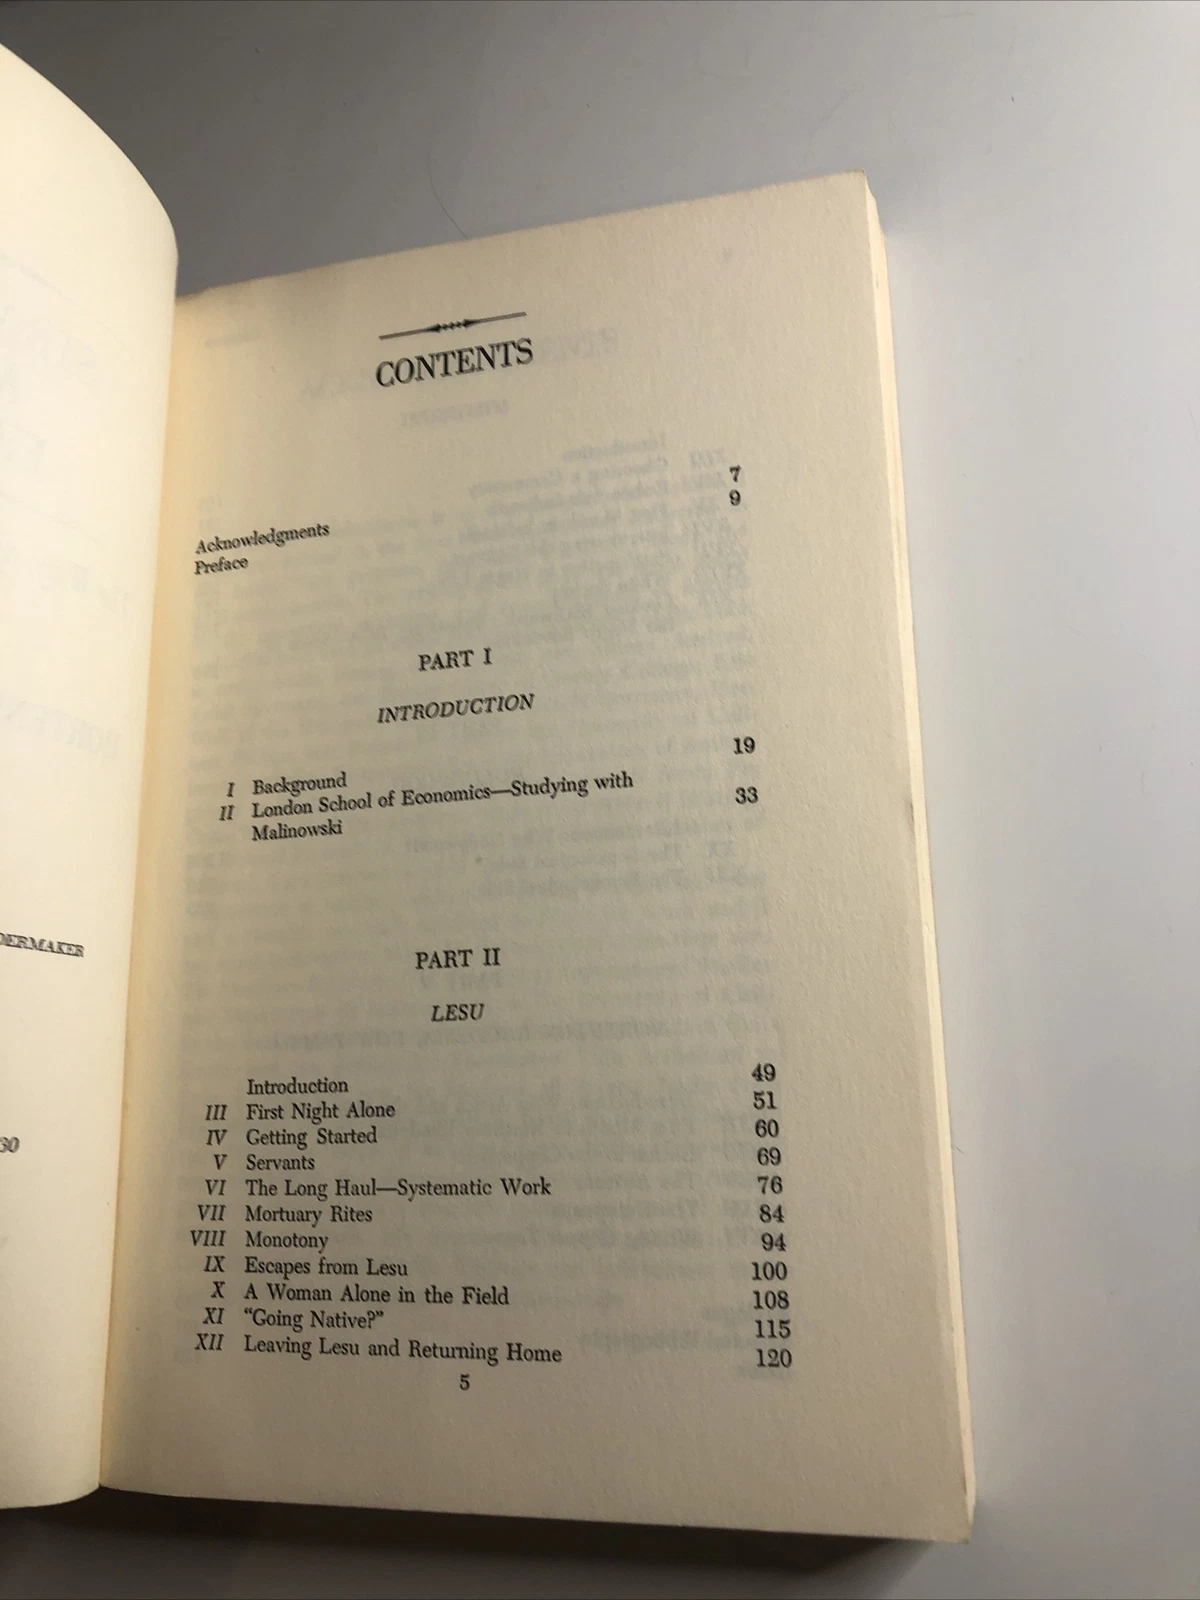 DERMAKER
30
CONTENTS
Acknowledgments 7
Preface 9
PART I
INTRODUCTION
I Background 19
II London School of Economics—Studying with 33
Malinowski
PART II
LESU
Introduction 49
III First Night Alone 51
IV Getting Started 60
V Servants 69
VI The Long Haul—Systematic Work 76
VII Mortuary Rites 84
VIII Monotony 94
IX Escapes from Lesu 100
X A Woman Alone in the Field 108
XI “Going Native?” 115
XII Leaving Lesu and Returning Home 120
5